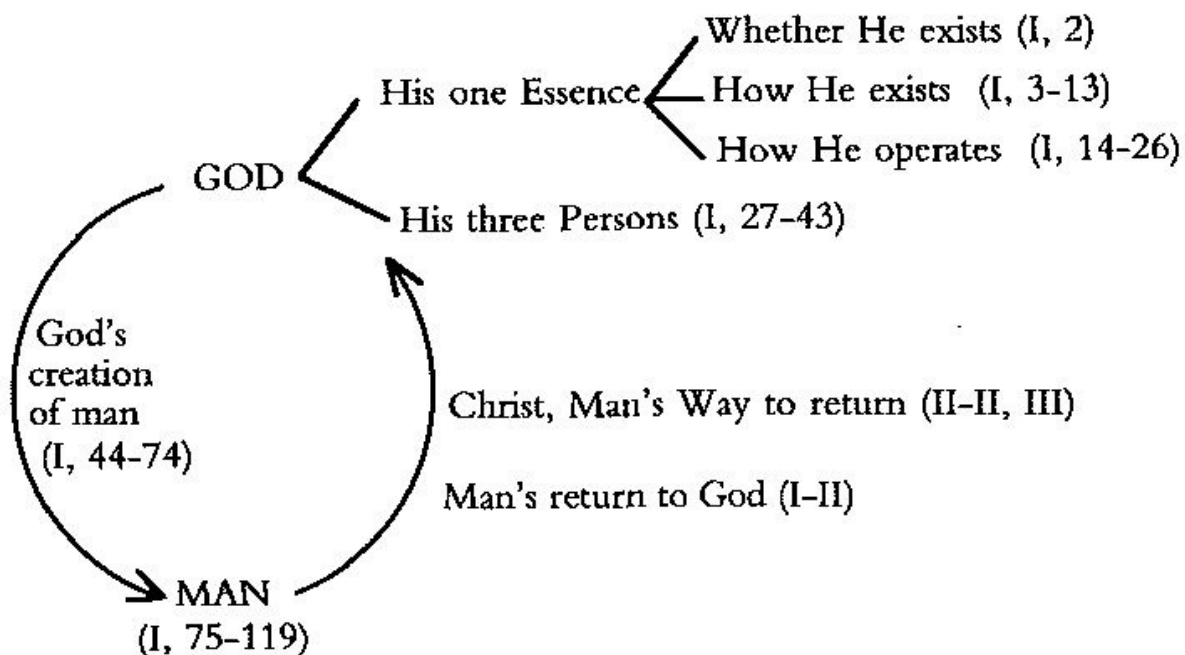 Whether He exists (I, 2)
His one Essence
How He exists (I, 3–13)
How He operates (I, 14–26)
GOD
His three Persons (I, 27–43)
God's
creation
of man
(I, 44–74)
Christ, Man's Way to return (II–II, III)
Man's return to God (I–II)
MAN
(I, 75–119)